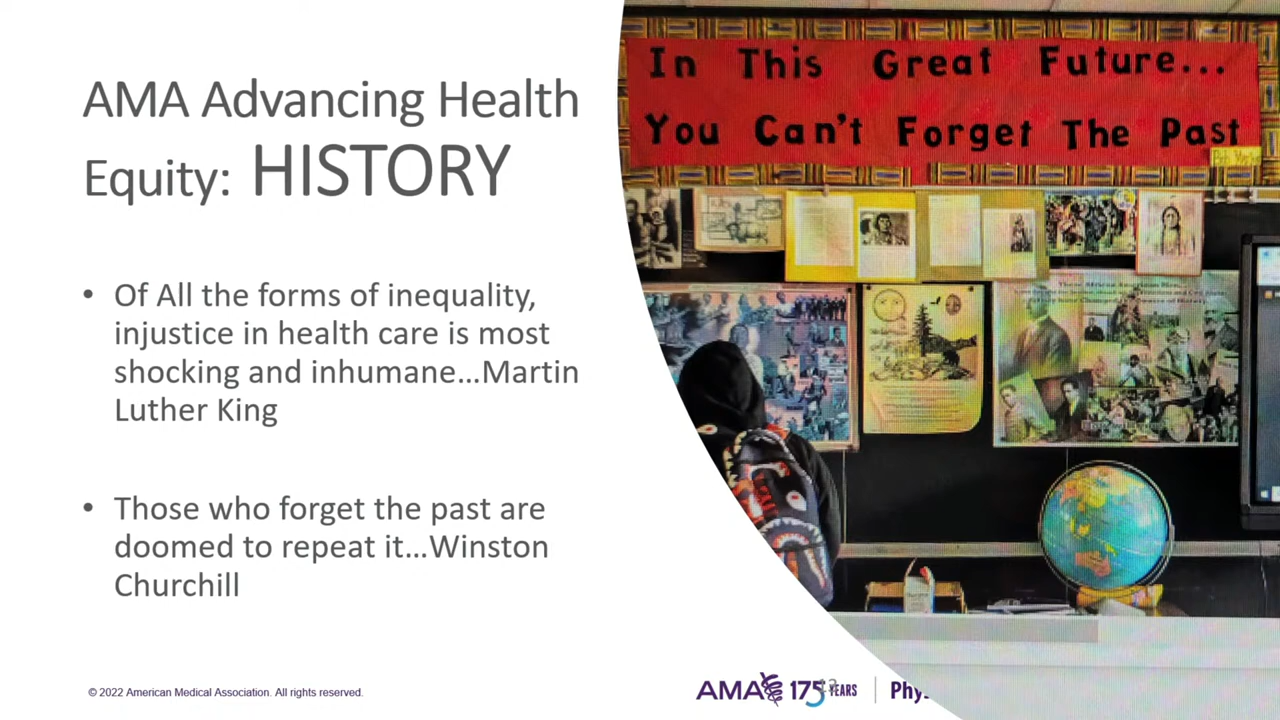 AMA Advancing Health
Equity: HISTORY
• Of All the forms of inequality,
injustice in health care is most
shocking and inhumane...Martin
Luther King
• Those who forget the past are
doomed to repeat it...Winston
Churchill
In This Great Future...
You Can't Forget The Past
© 2022 American Medical Association. All rights reserved.
AMA 175 YEARS